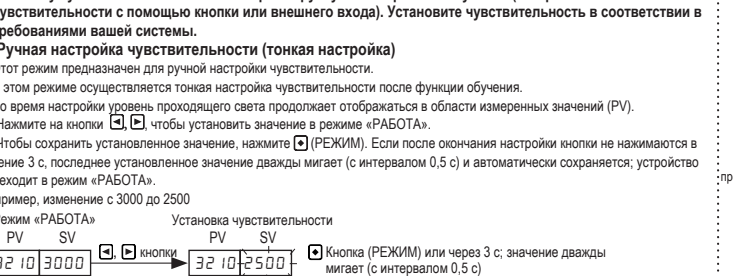 увствительности с помощью кнопки или внешнего входа). Установите чувствительность в соответствии в
ребованиями вашей системы.
Ручная настройка чувствительности (тонкая настройка)
тот режим предназначен для ручной настройки чувствительности.
этом режиме осуществляется тонкая настройка чувствительности после функции обучения.
о время настройки уровень проходящего света продолжает отображаться в области измеренных значений (PV).
Нажмите на кнопки ◄, ►, чтобы установить значение в режиме «РАБОТА».
Чтобы сохранить установленное значение, нажмите (РЕЖИМ). Если после окончания настройки кнопки не нажимаются в
ение 3 с, последнее установленное значение дважды мигает (с интервалом 0,5 с) и автоматически сохраняется; устройство
еходит в режим «РАБОТА».
пр
пример, изменение с 3000 до 2500
Режим «РАБОТА» Установка чувствительности
PV SV PV SV
3210 3000 ◄, ► кнопки 3210 2500 Кнопка (РЕЖИМ) или через 3 с; значение дважды
мигает (с интервалом 0,5 с)